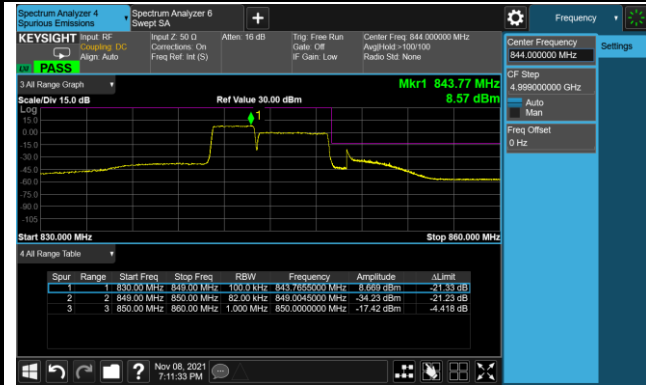 Spectrum Analyzer 4
Spurious Emissions
Spectrum Analyzer 6
Swept SA
Frequency
KEYSIGHT
Input: RF
Coupling: DC
Align: Auto
Input Z: 50 Ω
Corrections: On
Freq Ref: Int (S)
Atten: 16 dB
Trig: Free Run
Gate: Off
IF Gain: Low
Center Freq: 844.000000 MHz
Avg|Hold:>100/100
Radio Std: None
PASS
Center Frequency
844.000000 MHz
Settings
CF Step
4.999000000 GHz
Auto
Man
Freq Offset
0 Hz
3 All Range Graph
Mkr1 843.77 MHz
Scale/Div 15.0 dB
Ref Value 30.00 dBm
8.57 dBm
Log
15.0
0.00
-15.0
-30.0
-45.0
-60.0
-75.0
-90.0
-105
1
Start 830.000 MHz
Stop 860.000 MHz
4 All Range Table
Spur Range Start Freq Stop Freq RBW Frequency Amplitude ΔLimit
1 1 830.00 MHz 849.00 MHz 100.0 kHz 843.7655000 MHz 8.669 dBm -21.33 dB
2 2 849.00 MHz 850.00 MHz 82.00 kHz 849.0045000 MHz -34.23 dBm -21.23 dB
3 3 850.00 MHz 860.00 MHz 1.000 MHz 850.0000000 MHz -17.42 dBm -4.418 dB
Nov 08, 2021
7:11:33 PM